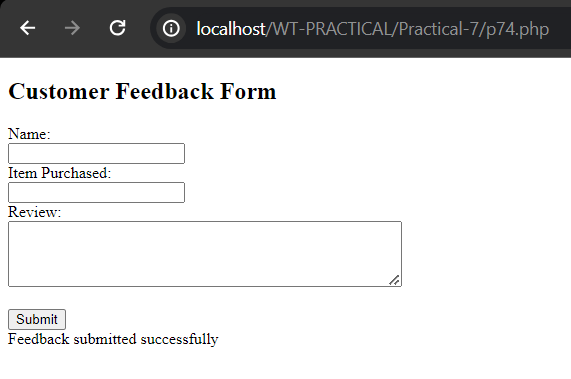 localhost/WT-PRACTICAL/Practical-7/p74.php
Customer Feedback Form
Name:
Item Purchased:
Review:
Submit
Feedback submitted successfully